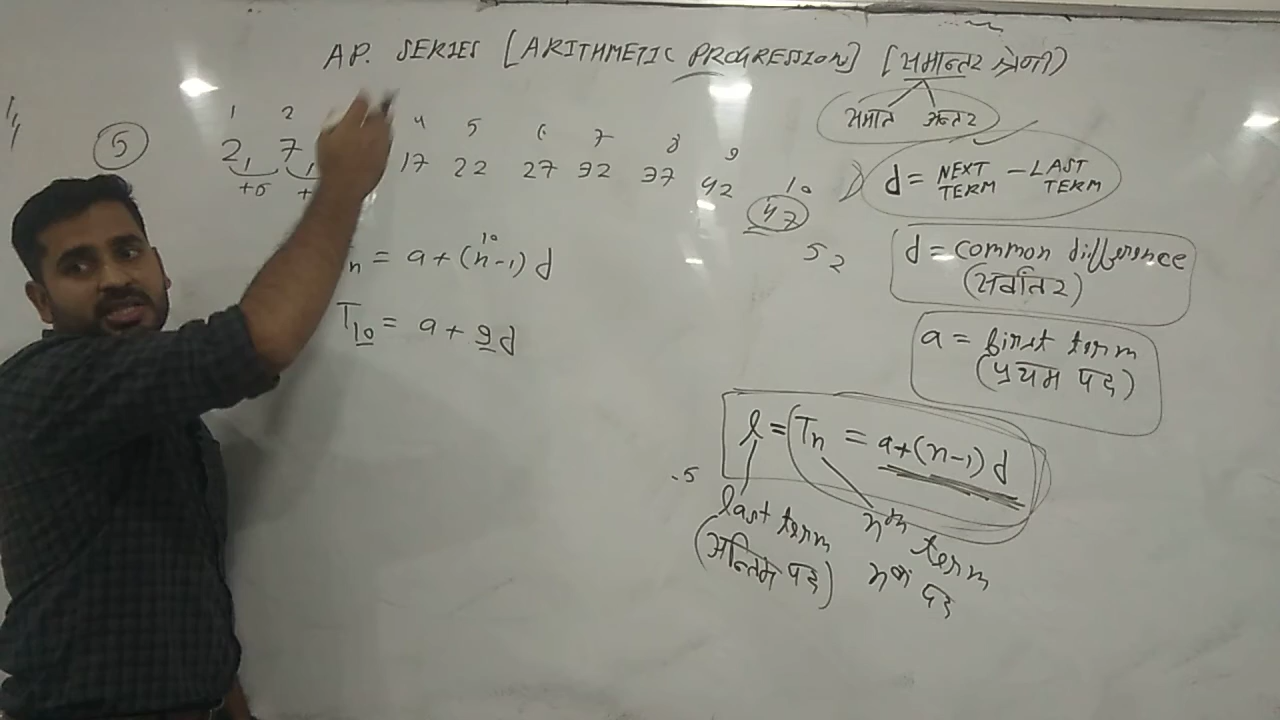 AP. SERIES [ARITHMETIC PROGRESSION] [समान्तर श्रेणी)
समान अन्तर
1 2 4 5 6 7 8 9 10
5
2, 7, 17 22 27 32 37 42 47
+5 +
d = NEXT TERM - LAST TERM
52
d = common difference
(सर्वान्तर)
n = a + (n-1) d
10
T10 = a + 9d
a = first term
(प्रथम पद)
l = Tn = a+(n-1) d
.5
last term
(अन्तिम पद)
nth term
nवां पद